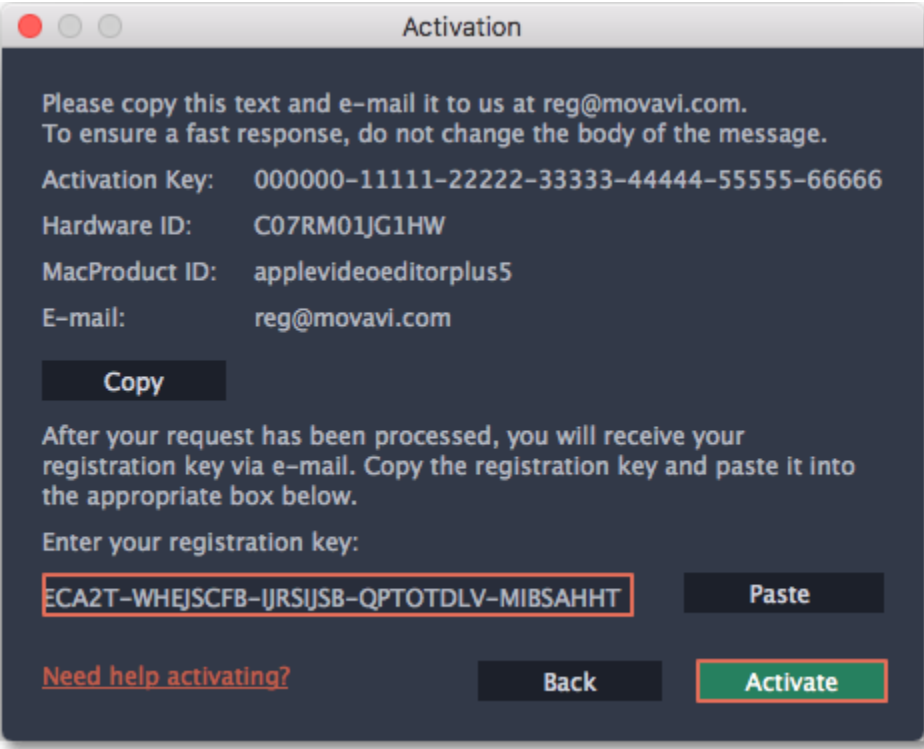 Activation
Please copy this text and e-mail it to us at reg@movavi.com.
To ensure a fast response, do not change the body of the message.
Activation Key: 000000-11111-22222-33333-44444-55555-66666
Hardware ID: C07RM01JG1HW
MacProduct ID: applevideoeditorplus5
E-mail: reg@movavi.com
Copy
After your request has been processed, you will receive your
registration key via e-mail. Copy the registration key and paste it into
the appropriate box below.
Enter your registration key:
ECA2T-WHEJSCFB-IJRSIJSB-QPTOTDLV-MIBSAHHT Paste
Need help activating? Back Activate